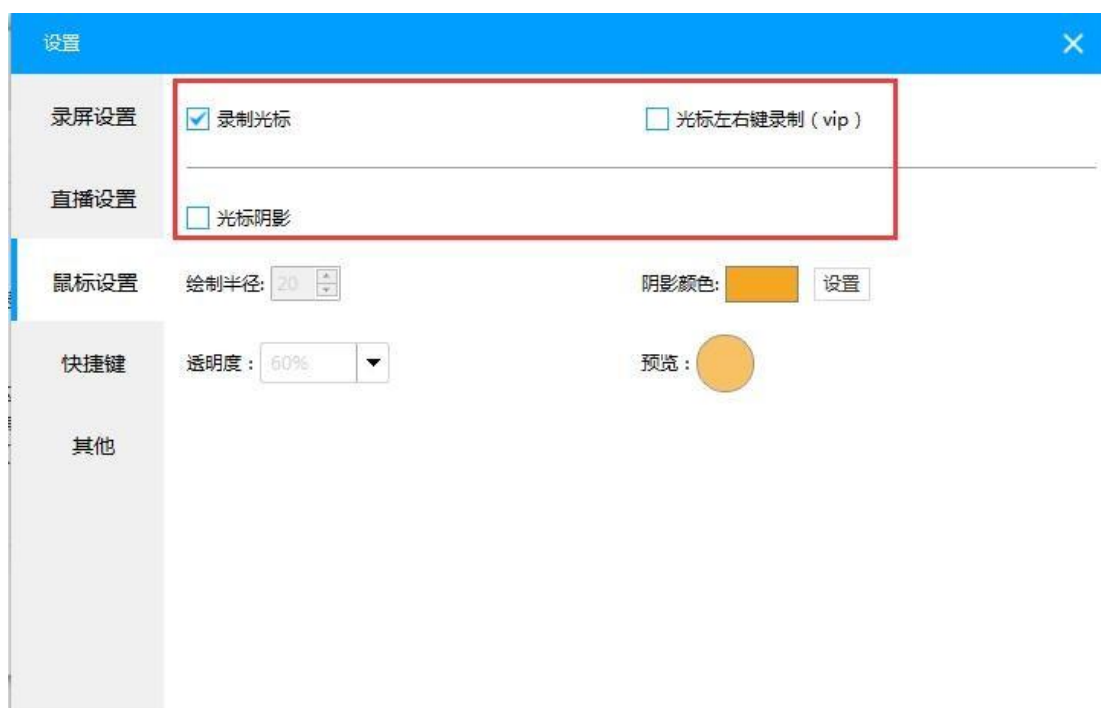 设置
录屏设置
录制光标 光标左右键录制（vip）
直播设置
光标阴影
鼠标设置
绘制半径: 20 阴影颜色: 设置
快捷键
透明度： 60% 预览：
其他